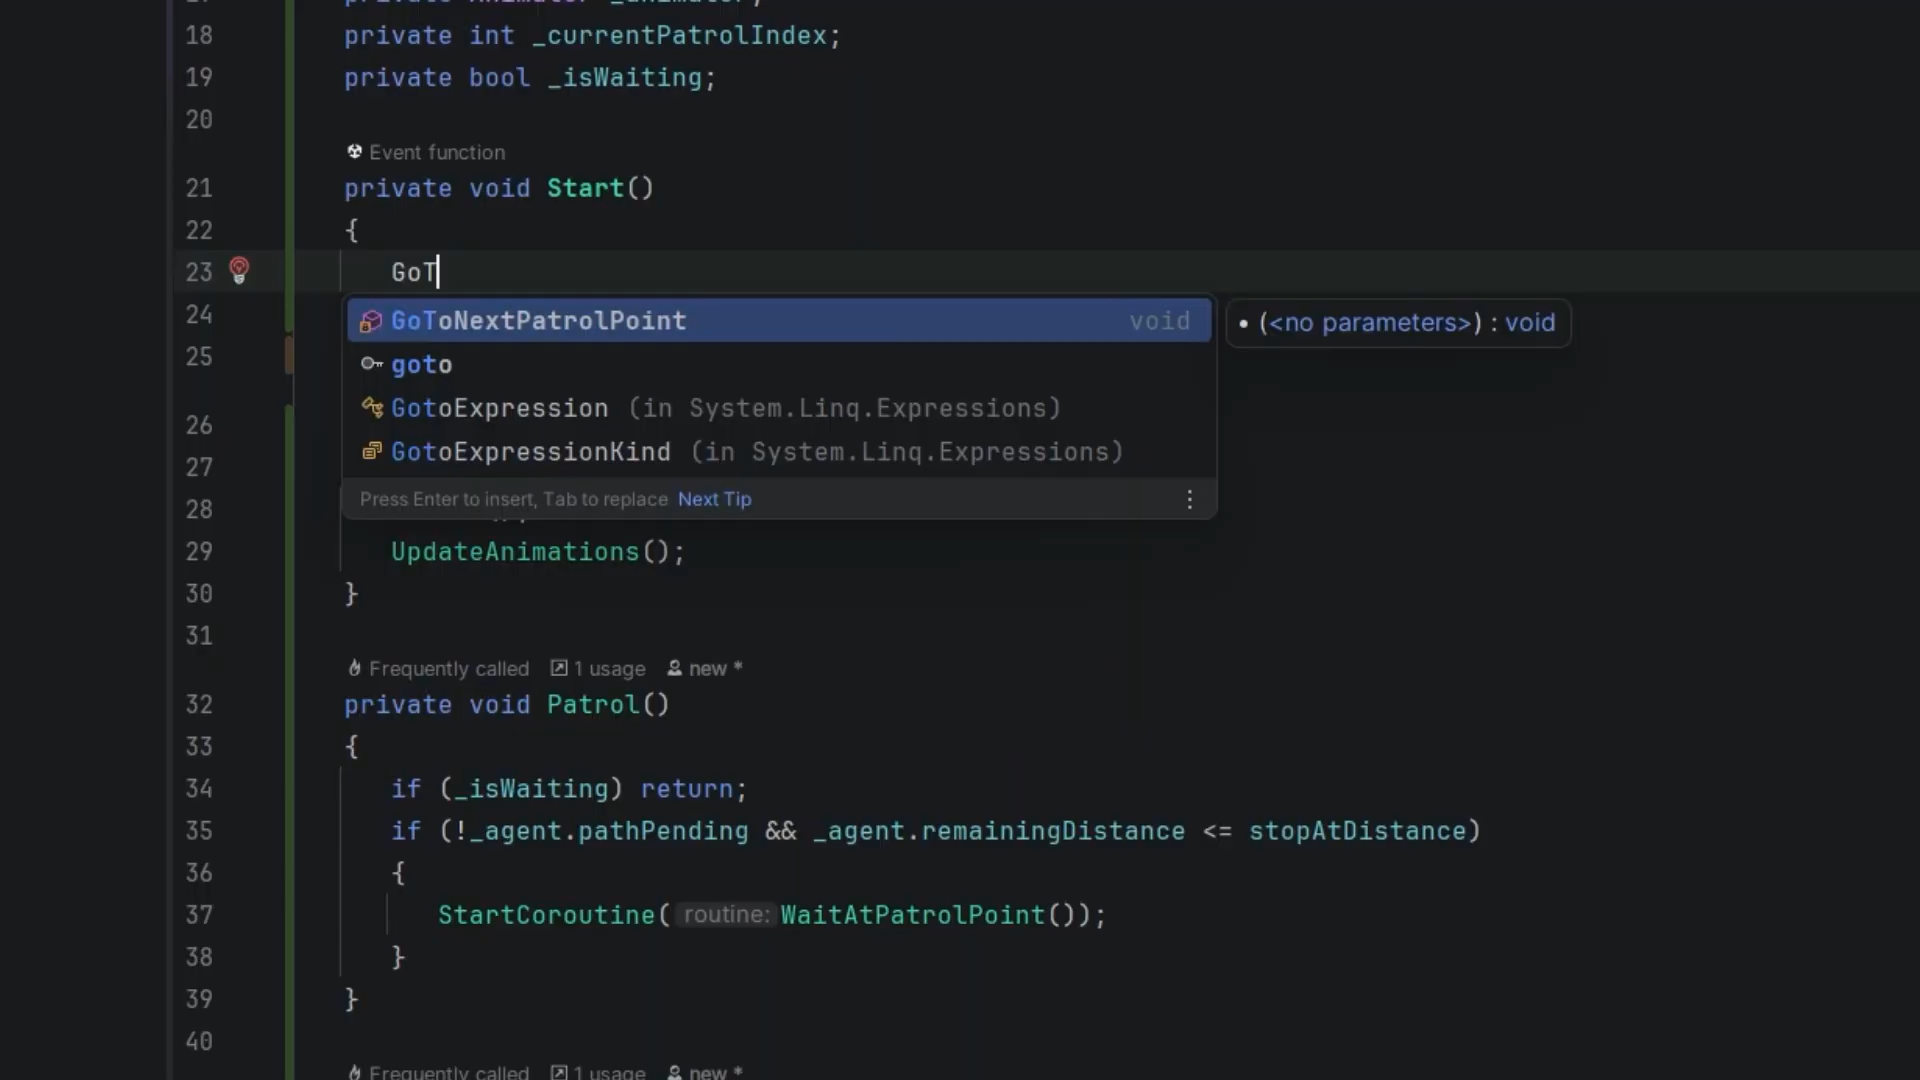 18 private int _currentPatrolIndex;
19 private bool _isWaiting;
20
Event function
21 private void Start()
22 {
23 GoT
24 GoToNextPatrolPoint void • (<no parameters>) : void
25 goto
GotoExpression (in System.Linq.Expressions)
26
GotoExpressionKind (in System.Linq.Expressions)
27
Press Enter to insert, Tab to replace Next Tip
28
29 UpdateAnimations();
30 }
31
Frequently called 1 usage new *
32 private void Patrol()
33 {
34 if (_isWaiting) return;
35 if (!_agent.pathPending && _agent.remainingDistance <= stopAtDistance)
36 {
37 StartCoroutine( routine: WaitAtPatrolPoint());
38 }
39 }
40
Frequently called 1 usage new *